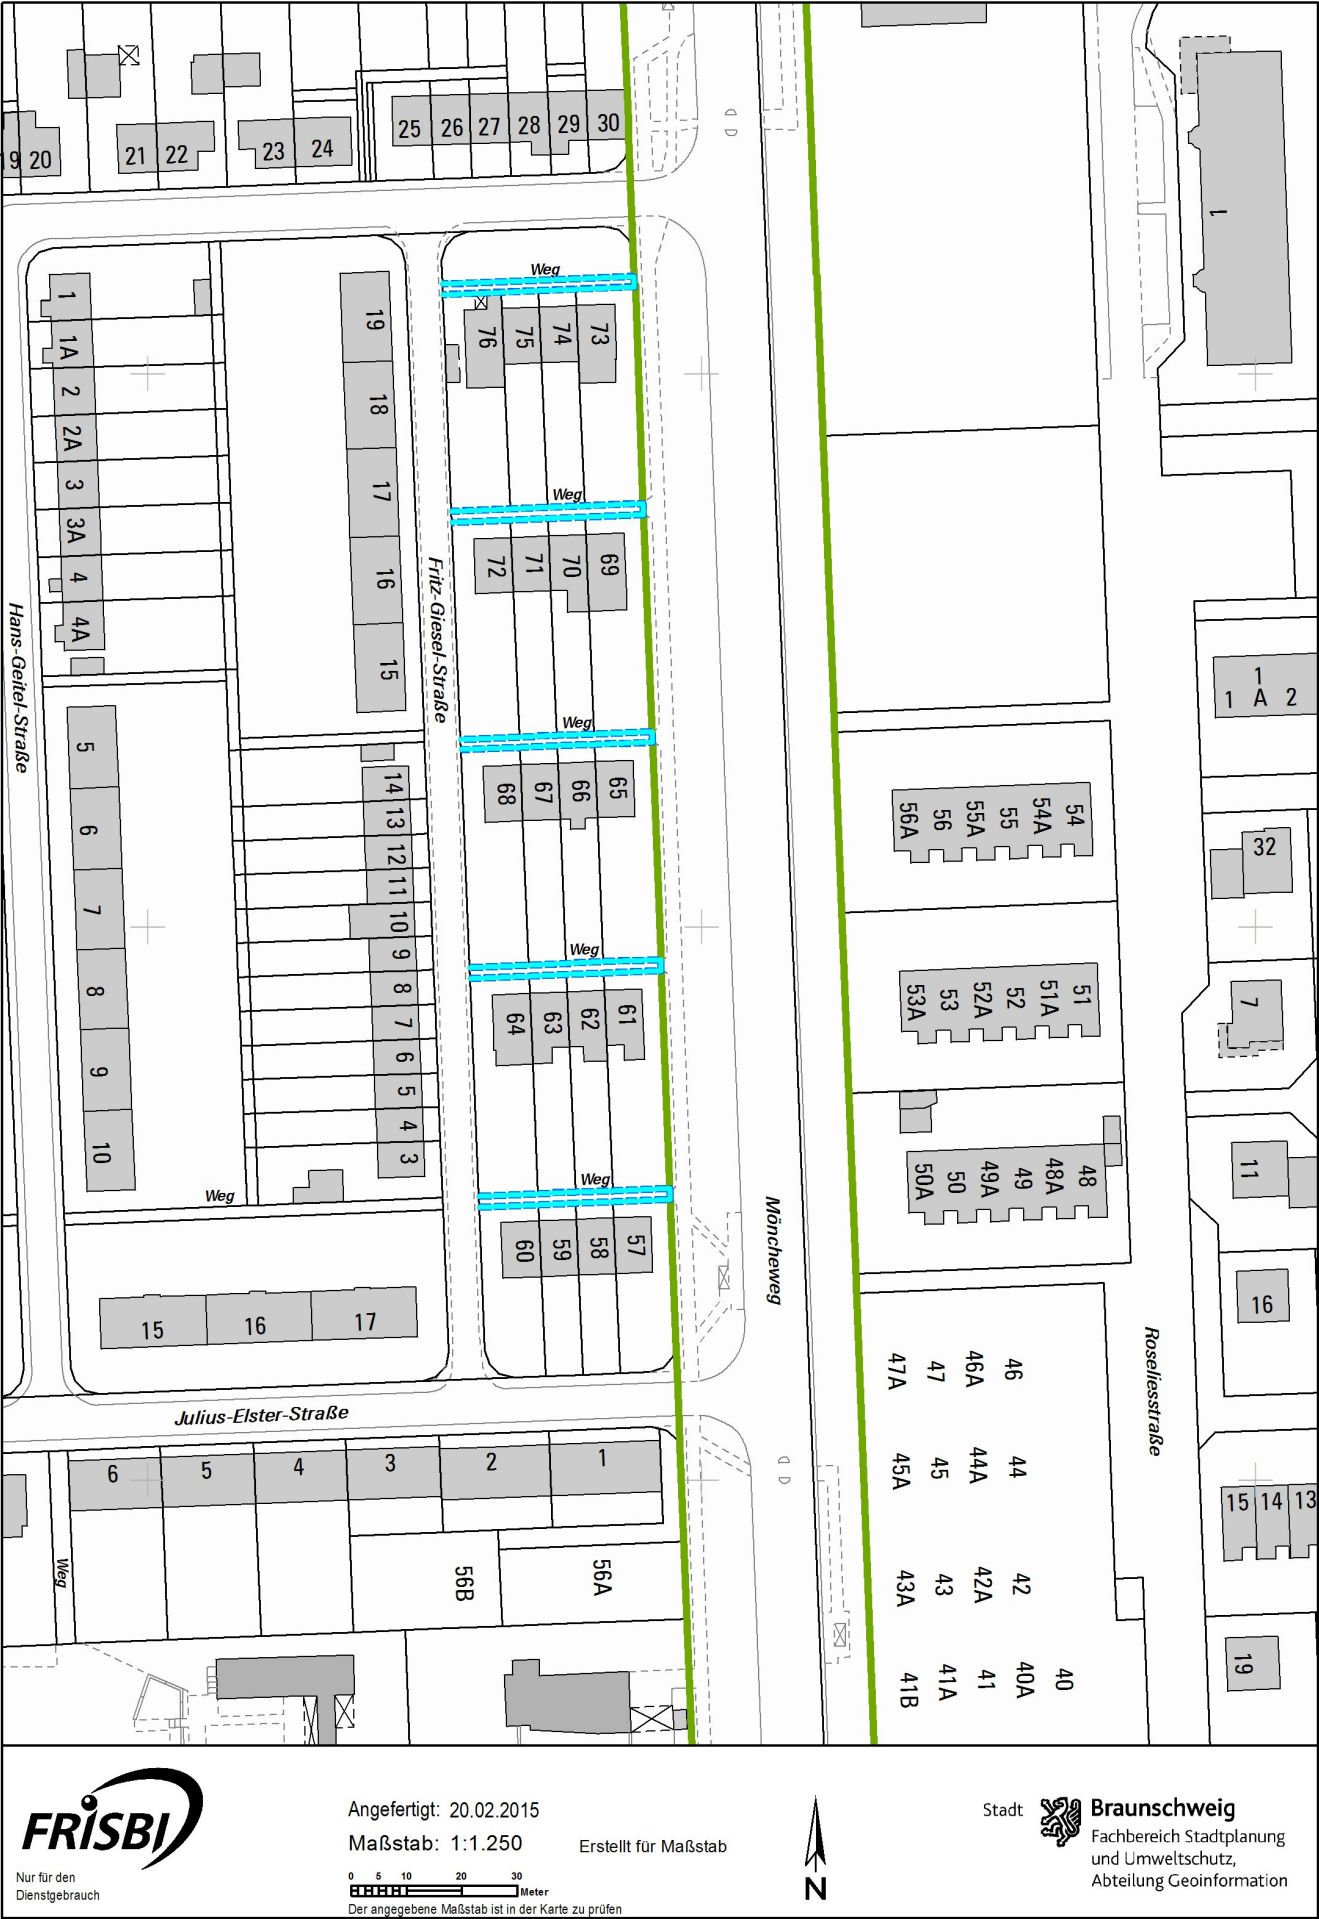 19 20 21 22 23 24 25 26 27 28 29 30
1
Weg
1
1A
2
2A
3
3A
4
4A
19
18
17
16
15
76 75 74 73
Weg
72 71 70 69
Hans-Geitel-Straße
Fritz-Giesel-Straße
Weg
68 67 66 65
5
6
7
8
9
10
14
13
12
11
10
9
8
7
6
5
4
3
Weg
64 63 62 61
Weg
60 59 58 57
Weg
15 16 17
Julius-Elster-Straße
6 5 4 3 2 1
Weg
56B
56A
Möncheweg
1
1 A 2
56A 56 55A 55 54A 54
32
53A 53 52A 52 51A 51
7
50A 50 49A 49 48A 48
11
16
47A 47 46A 46
Roseliesstraße
45A 45 44A 44
15 14 13
43A 43 42A 42
41B 41A 41 40A 40
19
FRISBI
Nur für den
Dienstgebrauch
Angefertigt: 20.02.2015
Maßstab: 1:1.250
Erstellt für Maßstab
0 5 10 20 30
Meter
Der angegebene Maßstab ist in der Karte zu prüfen
N
Stadt
Braunschweig
Fachbereich Stadtplanung
und Umweltschutz,
Abteilung Geoinformation